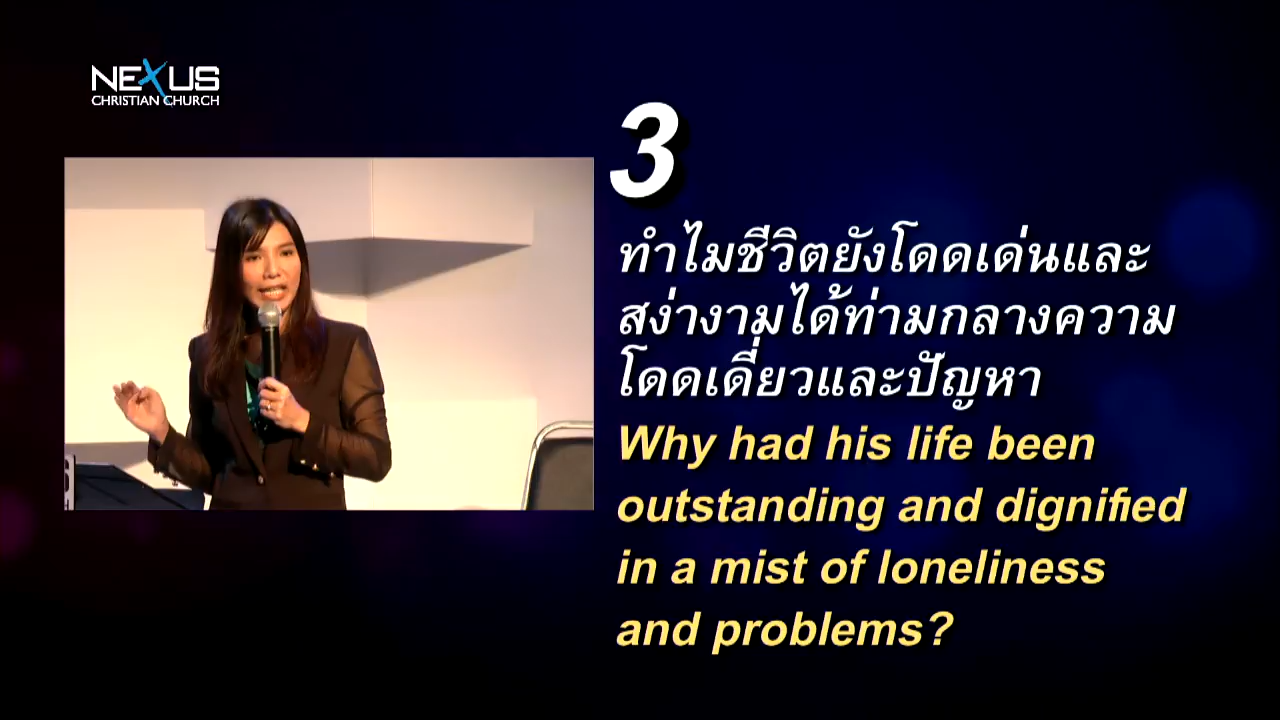 NEXUS
CHRISTIAN CHURCH
3
ทำไมชีวิตยังโดดเด่นและ
สง่างามได้ท่ามกลางความ
โดดเดี่ยวและปัญหา
Why had his life been
outstanding and dignified
in a mist of loneliness
and problems?